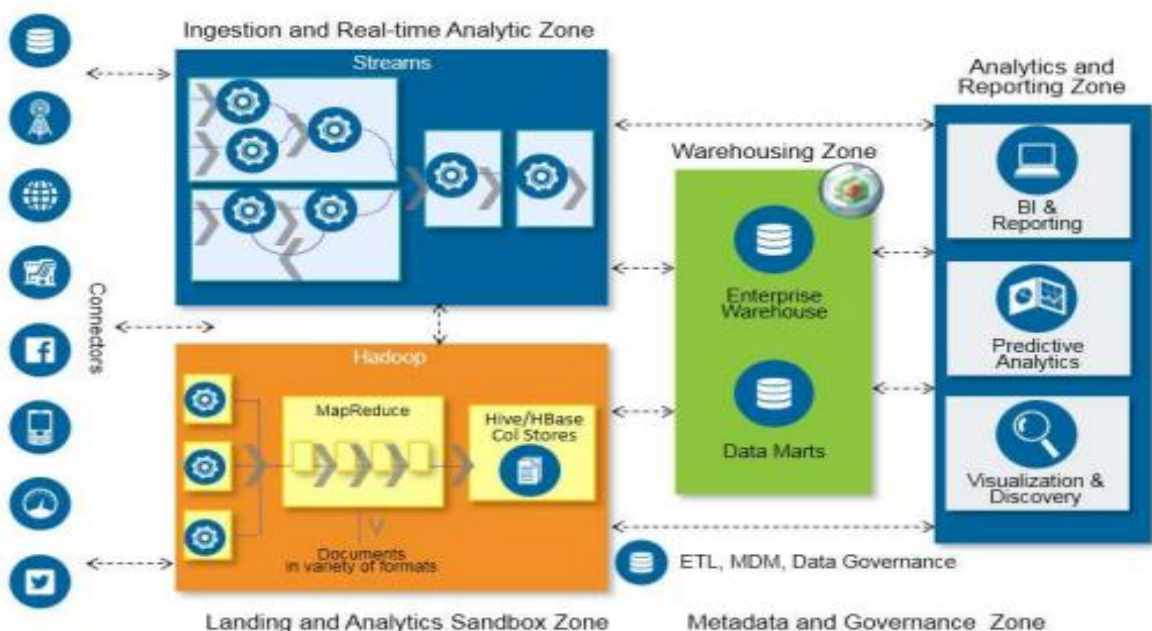 Ingestion and Real-time Analytic Zone
Streams
Connectors
Hadoop
MapReduce
Hive/HBase
Col Stores
Documents
in variety of formats
Landing and Analytics Sandbox Zone
Warehousing Zone
Enterprise
Warehouse
Data Marts
Analytics and
Reporting Zone
BI &
Reporting
Predictive
Analytics
Visualization &
Discovery
ETL, MDM, Data Governance
Metadata and Governance Zone